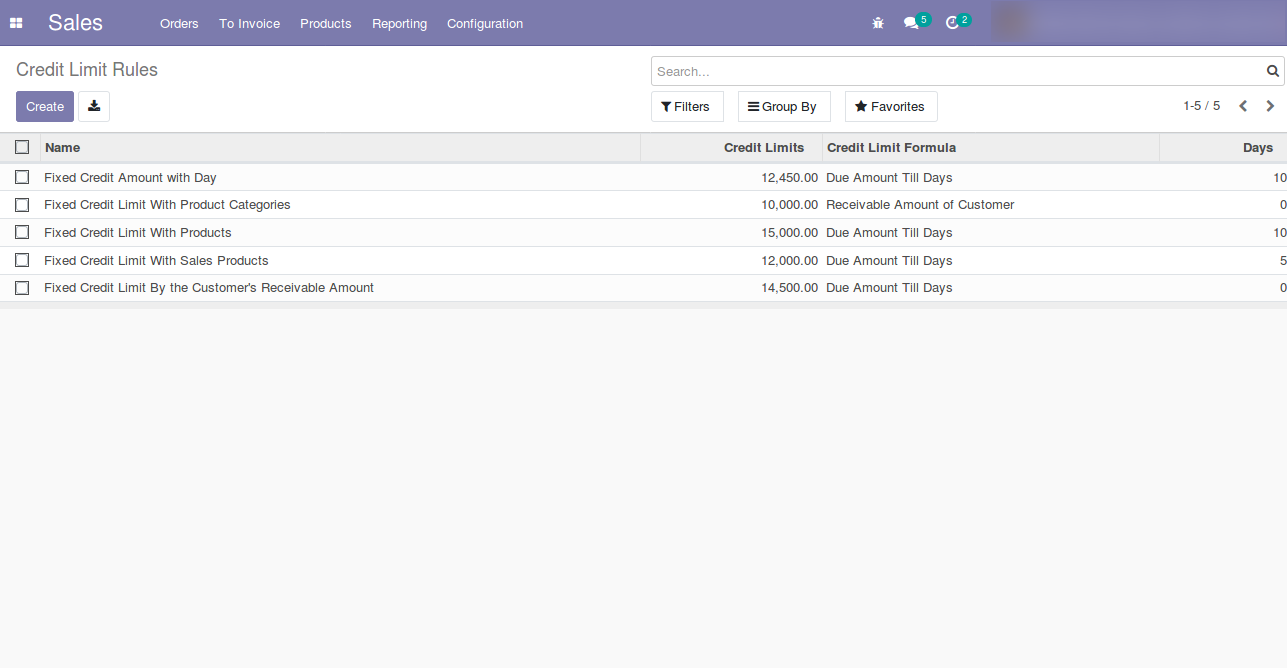 Sales Orders To Invoice Products Reporting Configuration 5 2
Credit Limit Rules Search...
Create Filters Group By Favorites 1-5 / 5
Name Credit Limits Credit Limit Formula Days
Fixed Credit Amount with Day 12,450.00 Due Amount Till Days 10
Fixed Credit Limit With Product Categories 10,000.00 Receivable Amount of Customer 0
Fixed Credit Limit With Products 15,000.00 Due Amount Till Days 10
Fixed Credit Limit With Sales Products 12,000.00 Due Amount Till Days 5
Fixed Credit Limit By the Customer's Receivable Amount 14,500.00 Due Amount Till Days 0